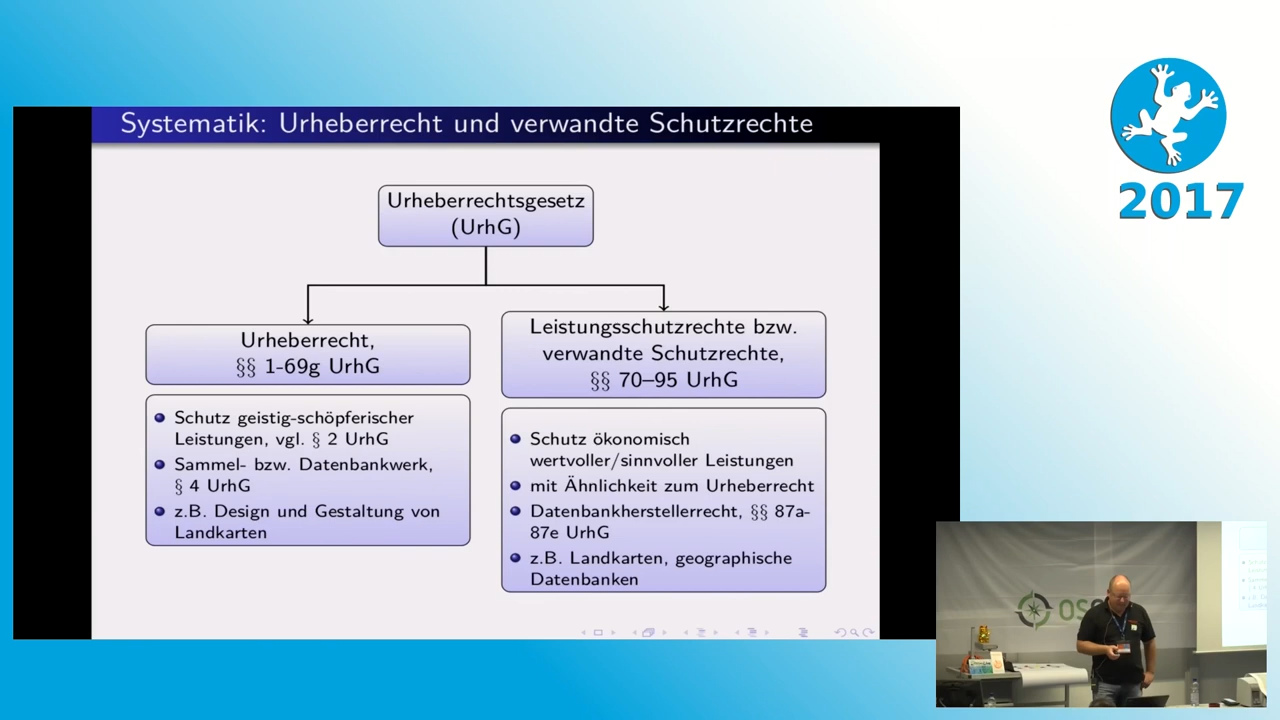 Systematik: Urheberrecht und verwandte Schutzrechte
Urheberrechtsgesetz
(UrhG)
Urheberrecht,
§§ 1-69g UrhG
Schutz geistig-schöpferischer
Leistungen, vgl. § 2 UrhG
Sammel- bzw. Datenbankwerk,
§ 4 UrhG
z.B. Design und Gestaltung von
Landkarten
Leistungsschutzrechte bzw.
verwandte Schutzrechte,
§§ 70–95 UrhG
Schutz ökonomisch
wertvoller/sinnvoller Leistungen
mit Ähnlichkeit zum Urheberrecht
Datenbankherstellerrecht, §§ 87a-
87e UrhG
z.B. Landkarten, geographische
Datenbanken
2017